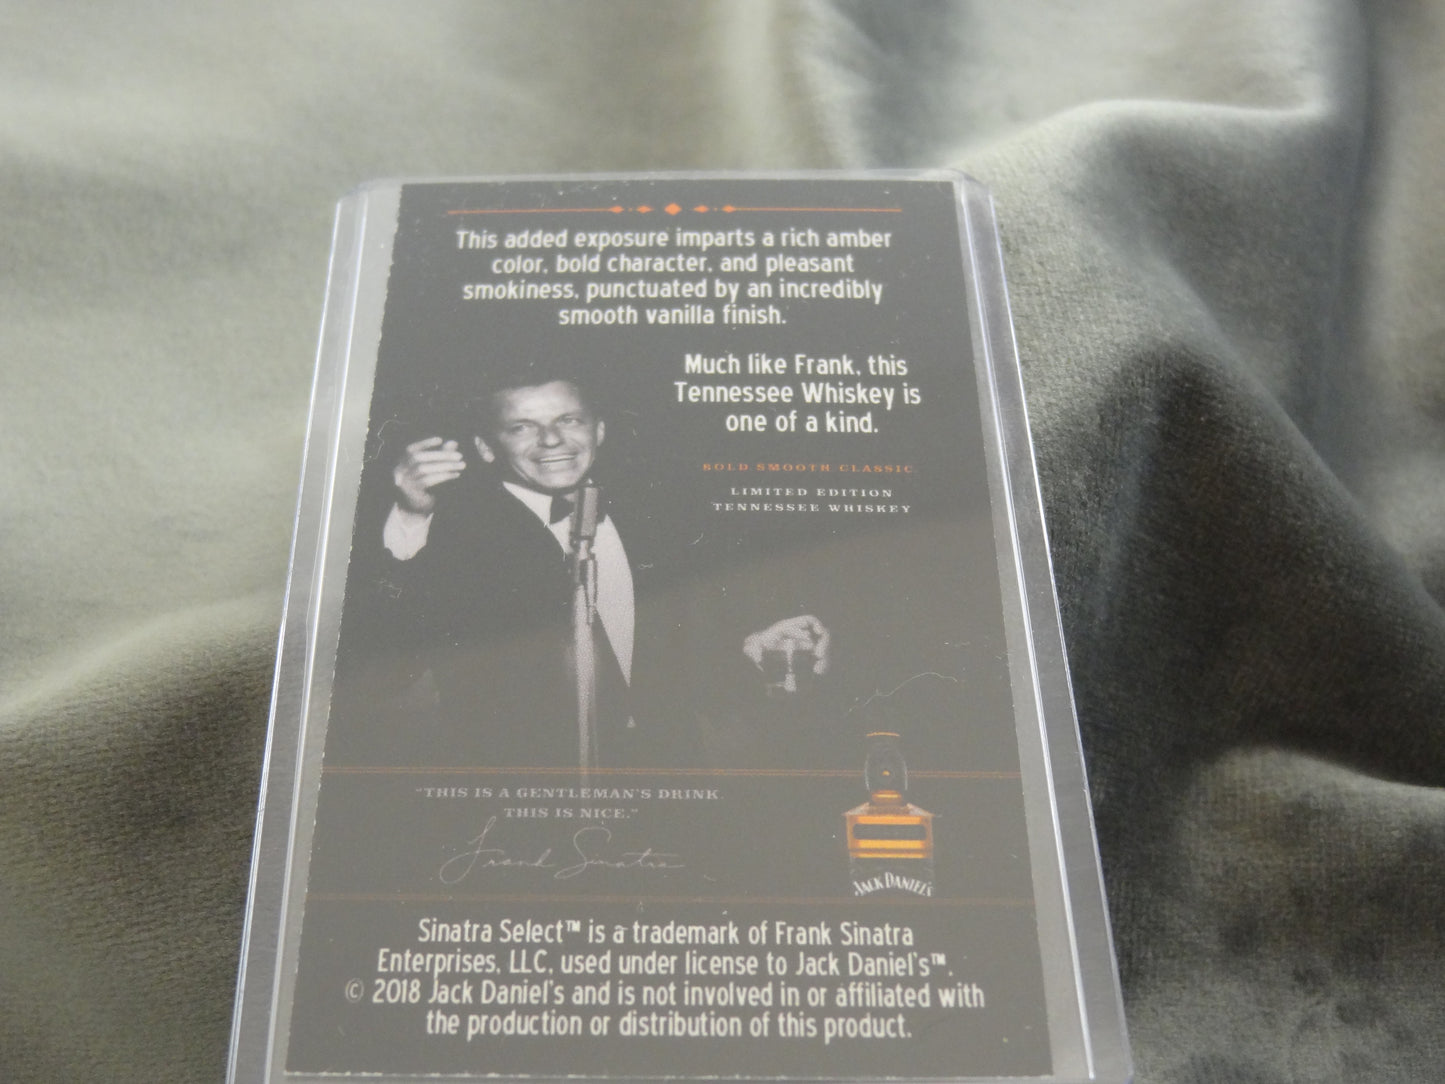 This added exposure imparts a rich amber
color, bold character, and pleasant
smokiness, punctuated by an incredibly
smooth vanilla finish.
Much like Frank, this
Tennessee Whiskey is
one of a kind.
BOLD SMOOTH CLASSIC
LIMITED EDITION
TENNESSEE WHISKEY
"THIS IS A GENTLEMAN'S DRINK.
THIS IS NICE."
Frank Sinatra
JACK DANIEL'S
Sinatra Select™ is a trademark of Frank Sinatra
Enterprises, LLC, used under license to Jack Daniel's™.
© 2018 Jack Daniel's and is not involved in or affiliated with
the production or distribution of this product.